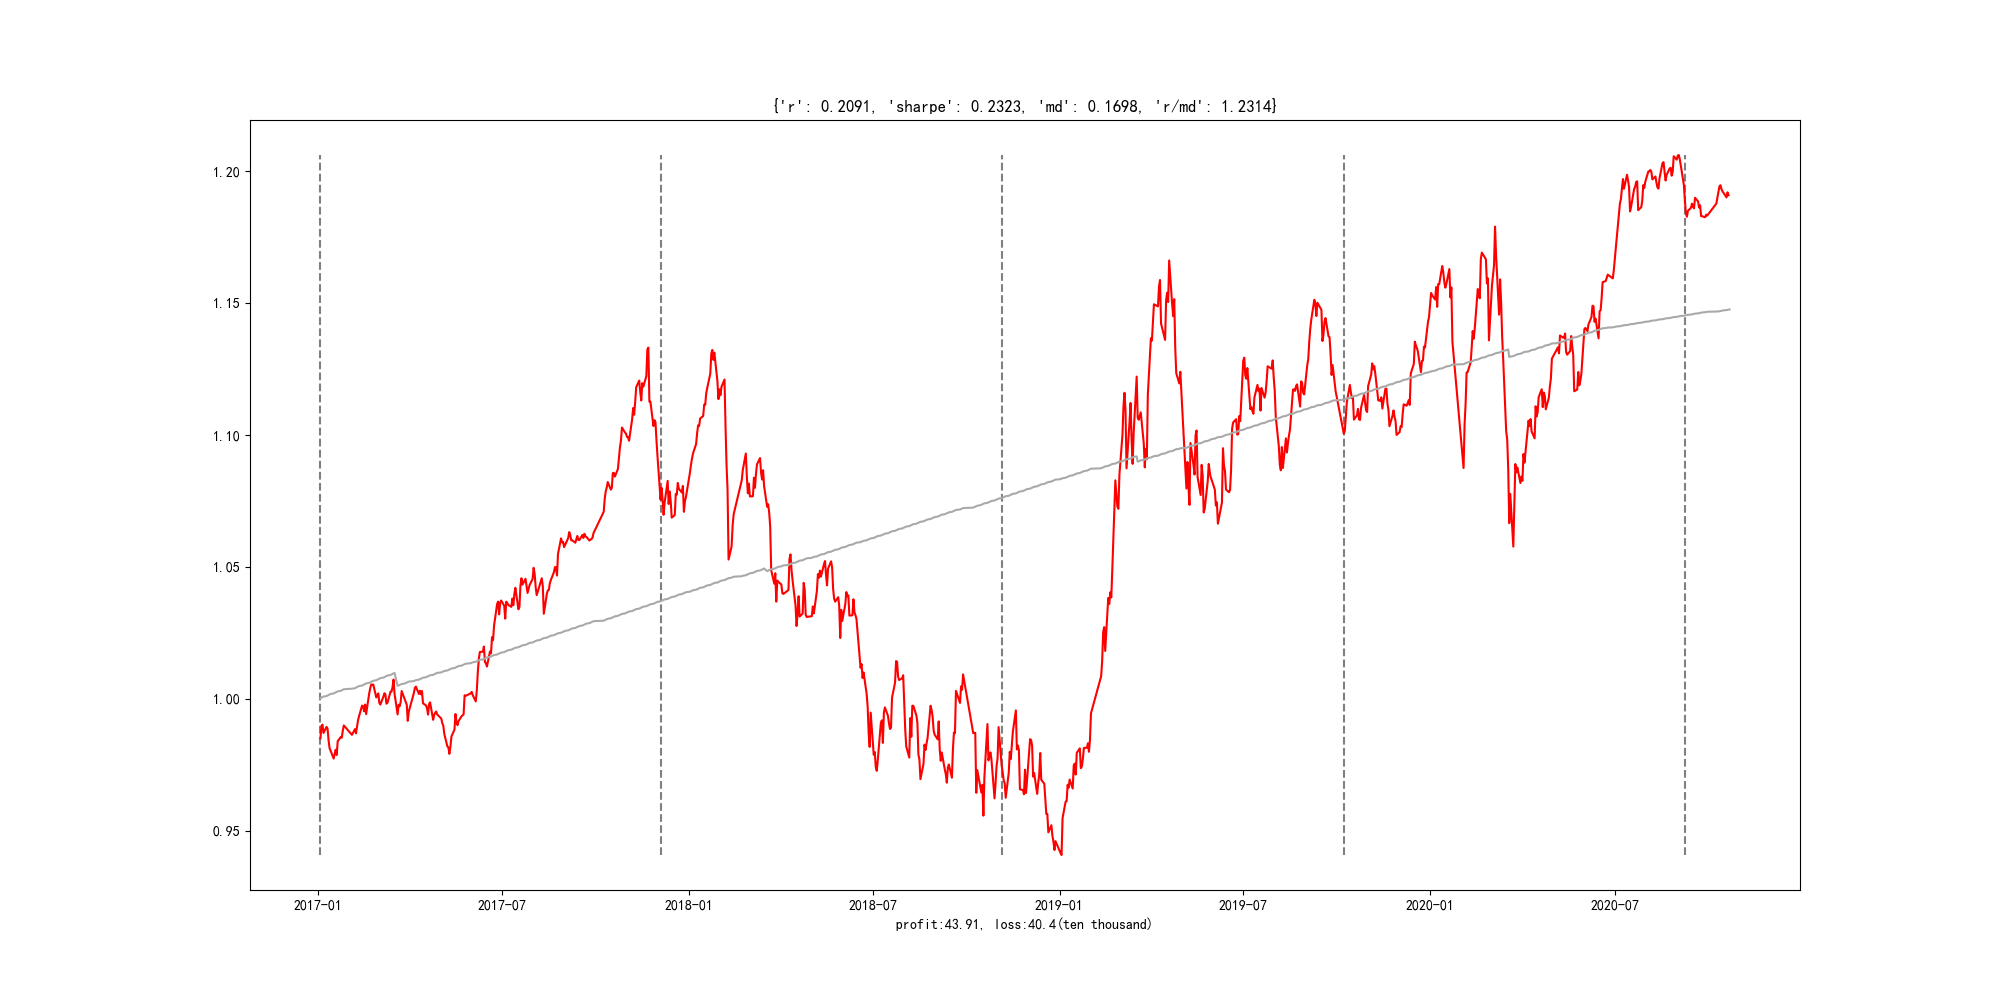 {'r': 0.2091, 'sharpe': 0.2323, 'md': 0.1698, 'r/md': 1.2314}
1.20
1.15
1.10
1.05
1.00
0.95
2017-01 2017-07 2018-01 2018-07 2019-01 2019-07 2020-01 2020-07
profit:43.91, loss:40.4(ten thousand)